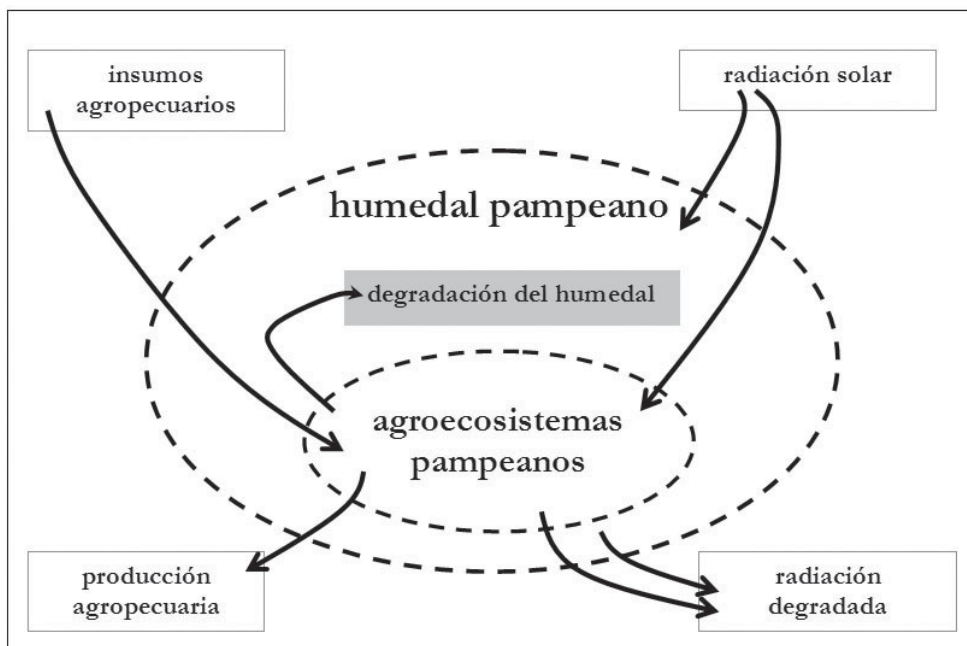 insumos
agropecuarios
radiación solar
humedal pampeano
degradación del humedal
agroecosistemas
pampeanos
producción
agropecuaria
radiación
degradada